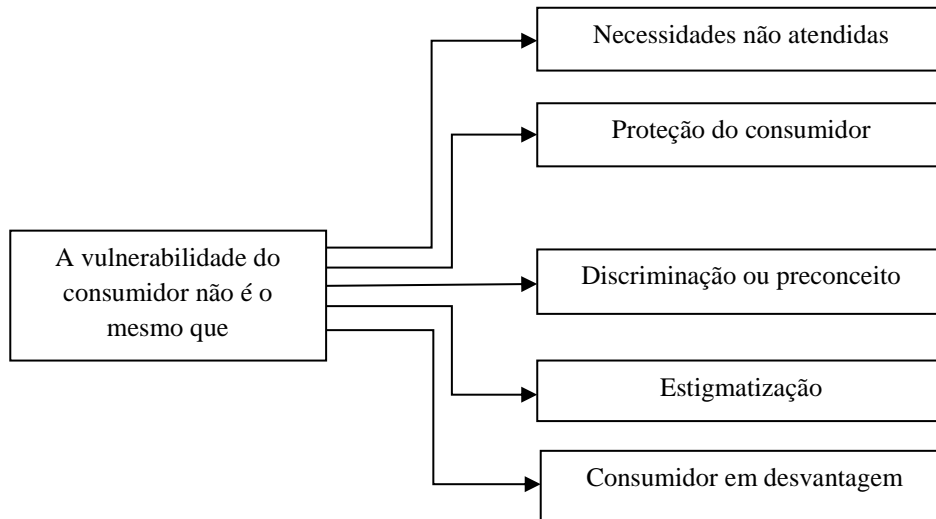 Necessidades não atendidas
Proteção do consumidor
A vulnerabilidade do
consumidor não é o
mesmo que
Discriminação ou preconceito
Estigmatização
Consumidor em desvantagem